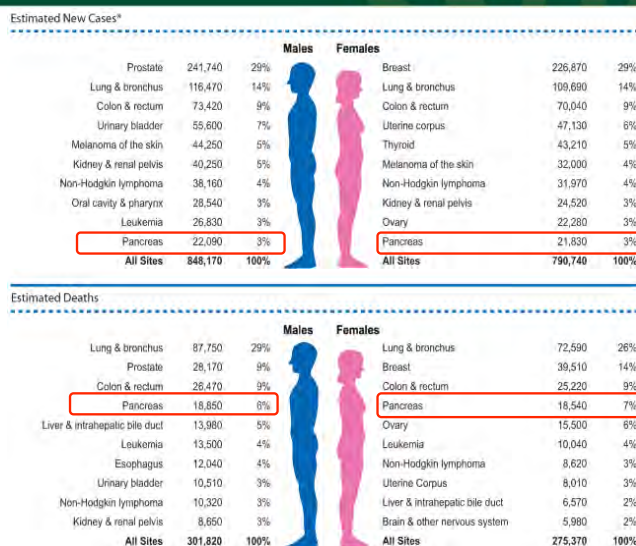 Estimated New Cases*
Males Females
Prostate 241,740 29% Breast 226,870 29%
Lung & bronchus 116,470 14% Lung & bronchus 109,690 14%
Colon & rectum 73,420 9% Colon & rectum 70,040 9%
Urinary bladder 55,600 7% Uterine corpus 47,130 6%
Melanoma of the skin 44,250 5% Thyroid 43,210 5%
Kidney & renal pelvis 40,250 5% Melanoma of the skin 32,000 4%
Non-Hodgkin lymphoma 38,160 4% Non-Hodgkin lymphoma 31,970 4%
Oral cavity & pharynx 28,540 3% Kidney & renal pelvis 24,520 3%
Leukemia 26,830 3% Ovary 22,280 3%
Pancreas 22,090 3% Pancreas 21,830 3%
All Sites 848,170 100% All Sites 790,740 100%
Estimated Deaths
Males Females
Lung & bronchus 87,750 29% Lung & bronchus 72,590 26%
Prostate 28,170 9% Breast 39,510 14%
Colon & rectum 26,470 9% Colon & rectum 25,220 9%
Pancreas 18,850 6% Pancreas 18,540 7%
Liver & intrahepatic bile duct 13,980 5% Ovary 15,500 6%
Leukemia 13,500 4% Leukemia 10,040 4%
Esophagus 12,040 4% Non-Hodgkin lymphoma 8,620 3%
Urinary bladder 10,510 3% Uterine Corpus 8,010 3%
Non-Hodgkin lymphoma 10,320 3% Liver & intrahepatic bile duct 6,570 2%
Kidney & renal pelvis 8,650 3% Brain & other nervous system 5,980 2%
All Sites 301,820 100% All Sites 275,370 100%